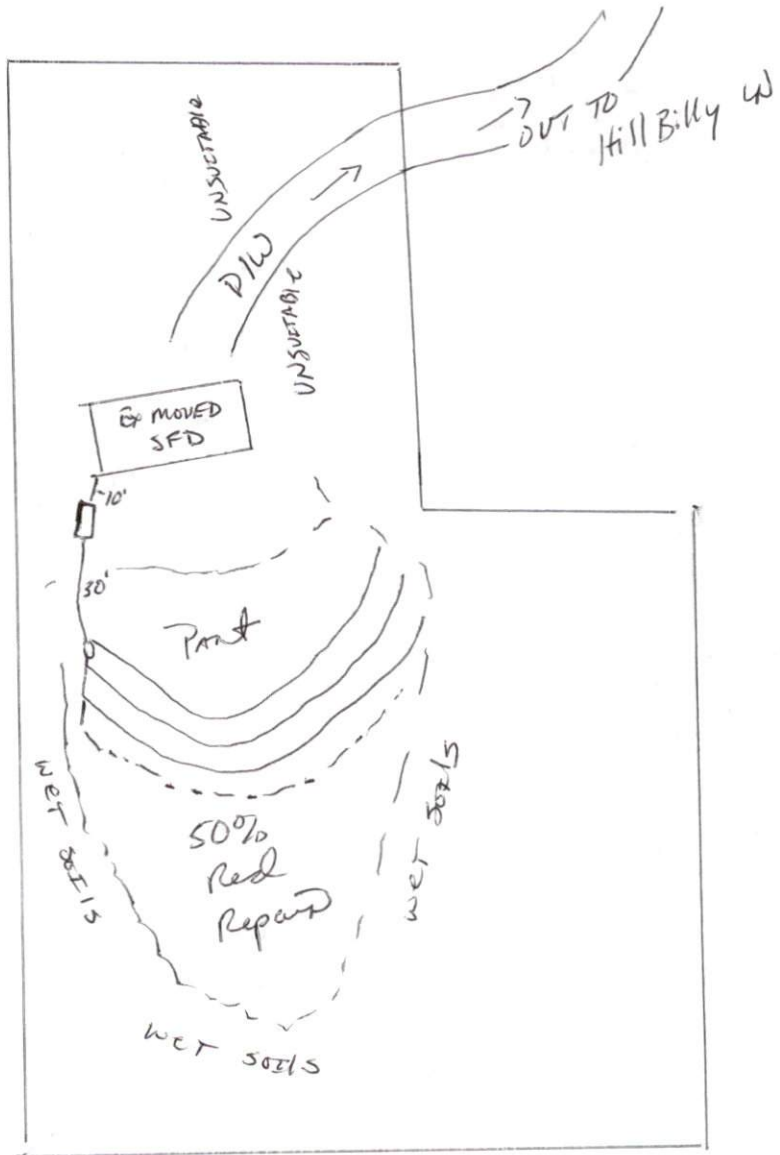 UNSUITABLE
OUT TO
Hill Billy LN
D/W
UNSUITABLE
Ex MOVED
SFD
10'
30'
WET SOILS
WET SOILS
50%
Red
Repair
WET SOILS